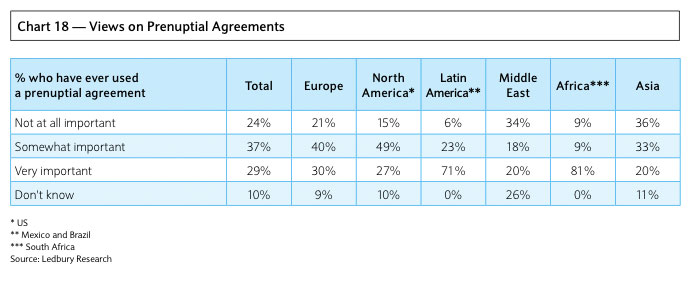 Chart 18 — Views on Prenuptial Agreements
% who have ever used a prenuptial agreement Total Europe North America* Latin America** Middle East Africa*** Asia
Not at all important 24% 21% 15% 6% 34% 9% 36%
Somewhat important 37% 40% 49% 23% 18% 9% 33%
Very important 29% 30% 27% 71% 20% 81% 20%
Don't know 10% 9% 10% 0% 26% 0% 11%
* US
** Mexico and Brazil
*** South Africa
Source: Ledbury Research